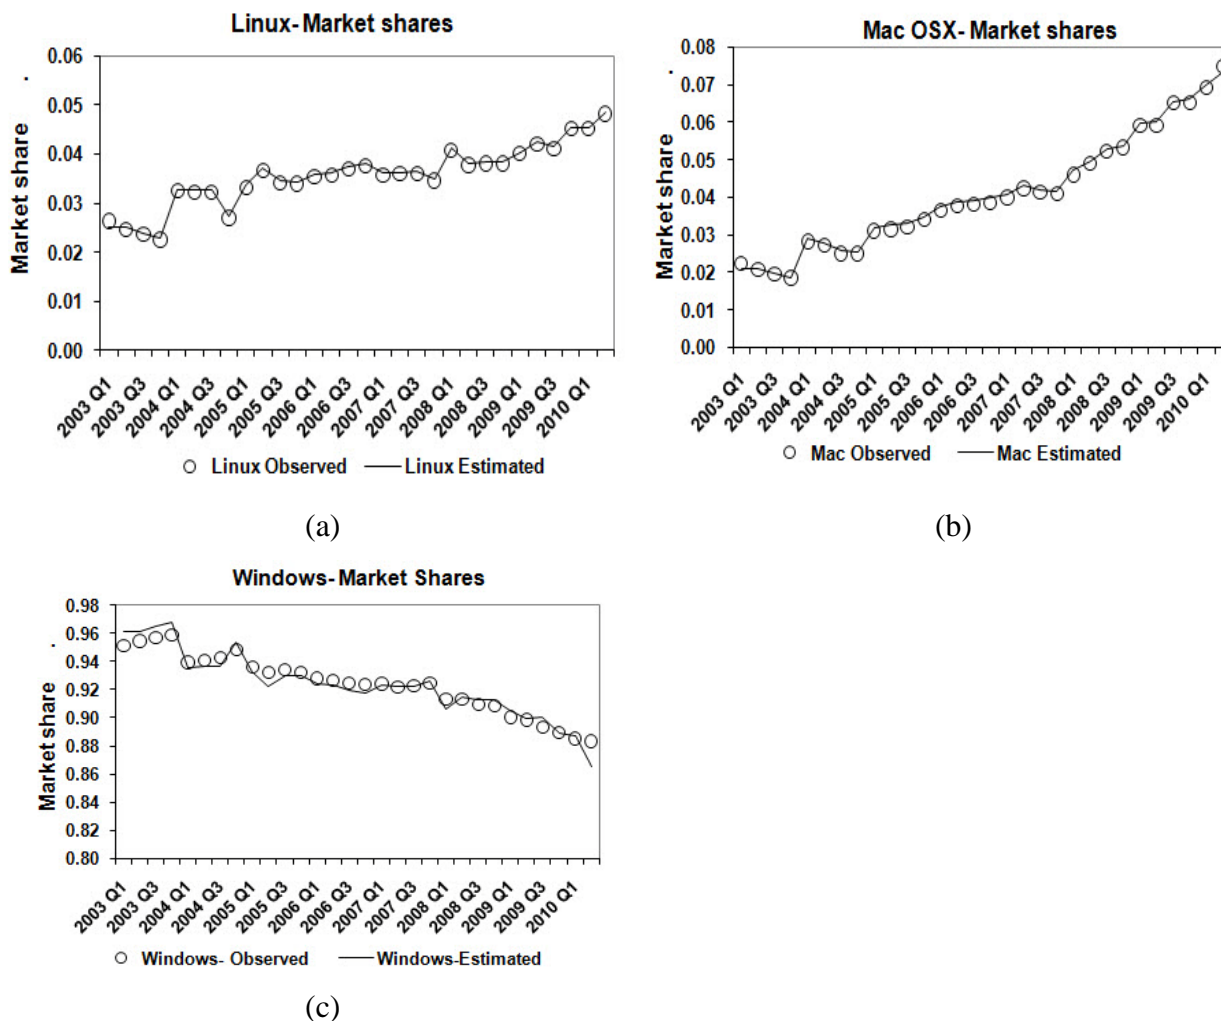 Linux- Market shares
Market share
0.06
0.05
0.04
0.03
0.02
0.01
0.00
2003 Q1
2003 Q3
2004 Q1
2004 Q3
2005 Q1
2005 Q3
2006 Q1
2006 Q3
2007 Q1
2007 Q3
2008 Q1
2008 Q3
2009 Q1
2009 Q3
2010 Q1
Linux Observed Linux Estimated
(a)
Mac OSX- Market shares
Market share
0.08
0.07
0.06
0.05
0.04
0.03
0.02
0.01
0.00
2003 Q1
2003 Q3
2004 Q1
2004 Q3
2005 Q1
2005 Q3
2006 Q1
2006 Q3
2007 Q1
2007 Q3
2008 Q1
2008 Q3
2009 Q1
2009 Q3
2010 Q1
Mac Observed Mac Estimated
(b)
Windows- Market Shares
Market share
0.98
0.96
0.94
0.92
0.90
0.88
0.86
0.84
0.82
0.80
2003 Q1
2003 Q3
2004 Q1
2004 Q3
2005 Q1
2005 Q3
2006 Q1
2006 Q3
2007 Q1
2007 Q3
2008 Q1
2008 Q3
2009 Q1
2009 Q3
2010 Q1
Windows- Observed Windows-Estimated
(c)